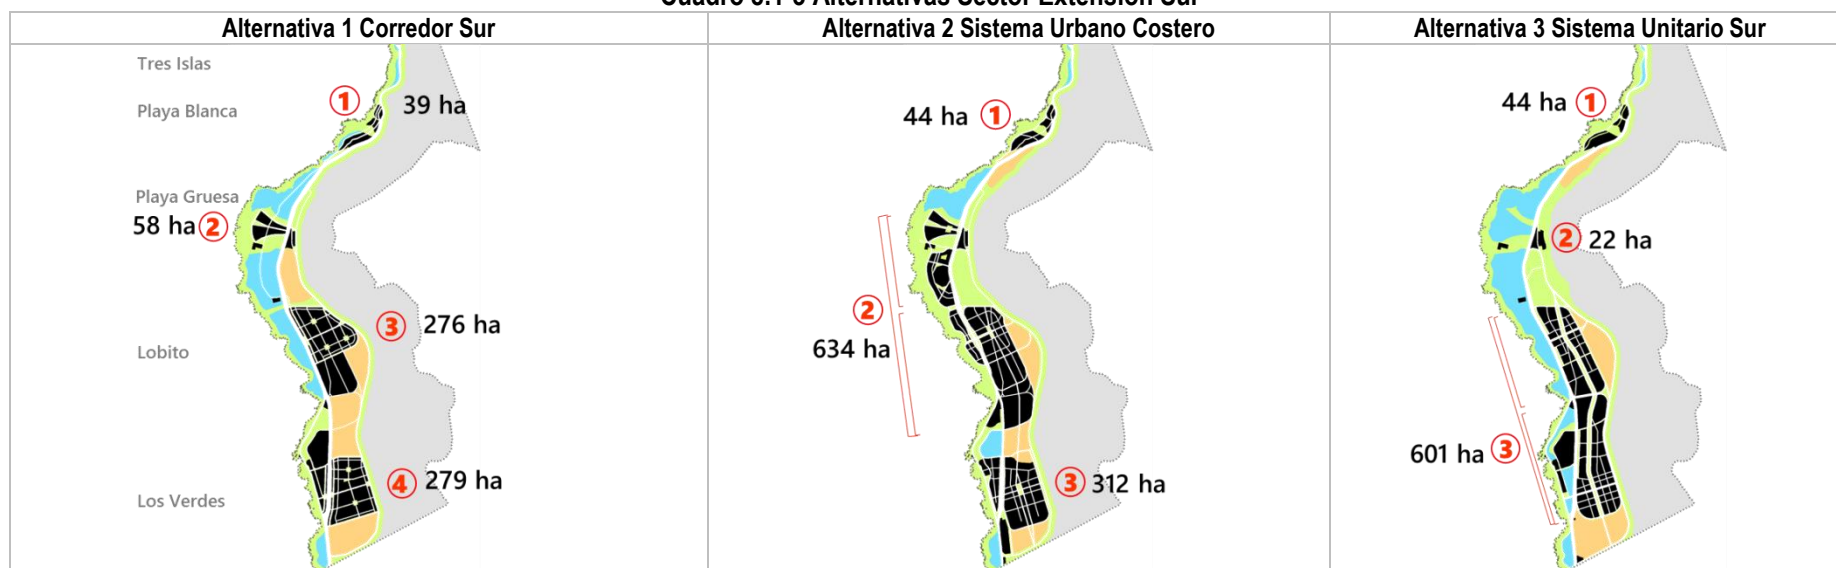 Alternativa 1 Corredor Sur
Alternativa 2 Sistema Urbano Costero
Alternativa 3 Sistema Unitario Sur
Tres Islas
Playa Blanca
Playa Gruesa
Lobito
Los Verdes
1 39 ha
58 ha 2
3 276 ha
4 279 ha
44 ha 1
2
634 ha
3 312 ha
44 ha 1
2 22 ha
601 ha 3